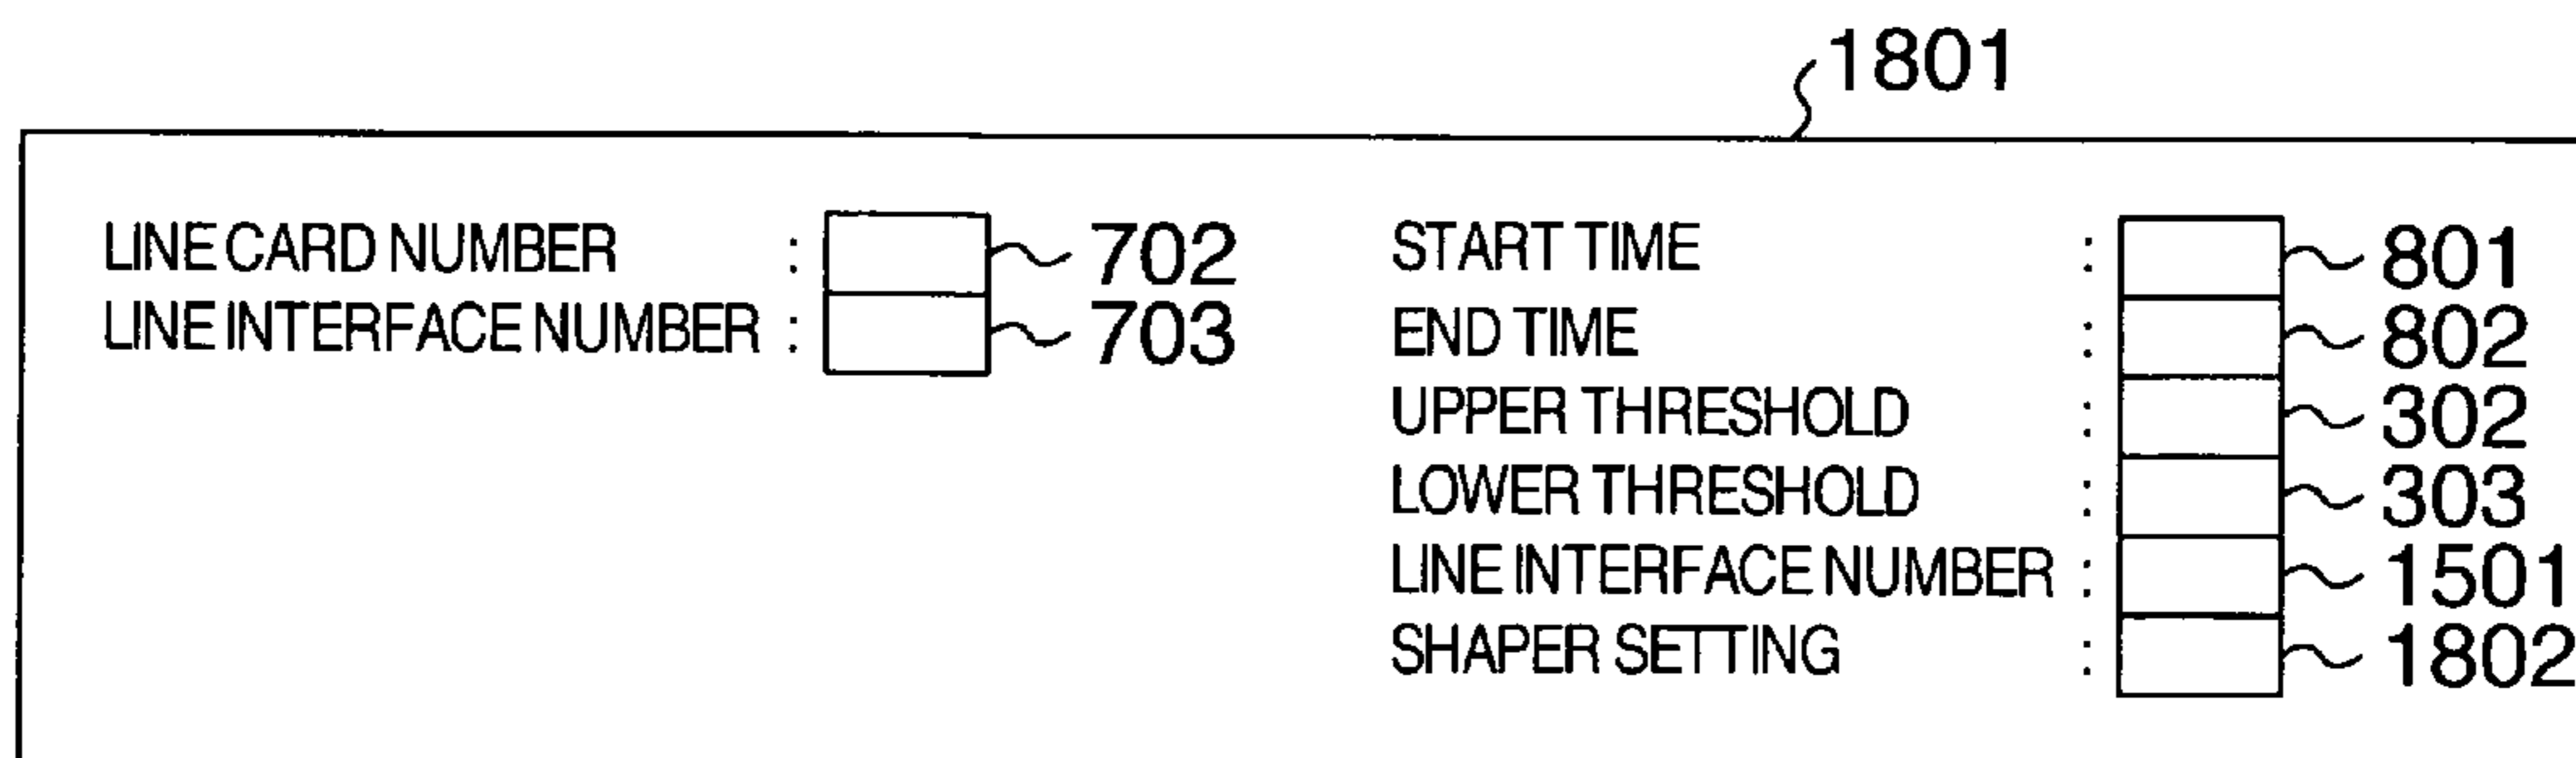 1801
LINE CARD NUMBER : 702
LINE INTERFACE NUMBER : 703
START TIME : 801
END TIME : 802
UPPER THRESHOLD : 302
LOWER THRESHOLD : 303
LINE INTERFACE NUMBER : 1501
SHAPER SETTING : 1802